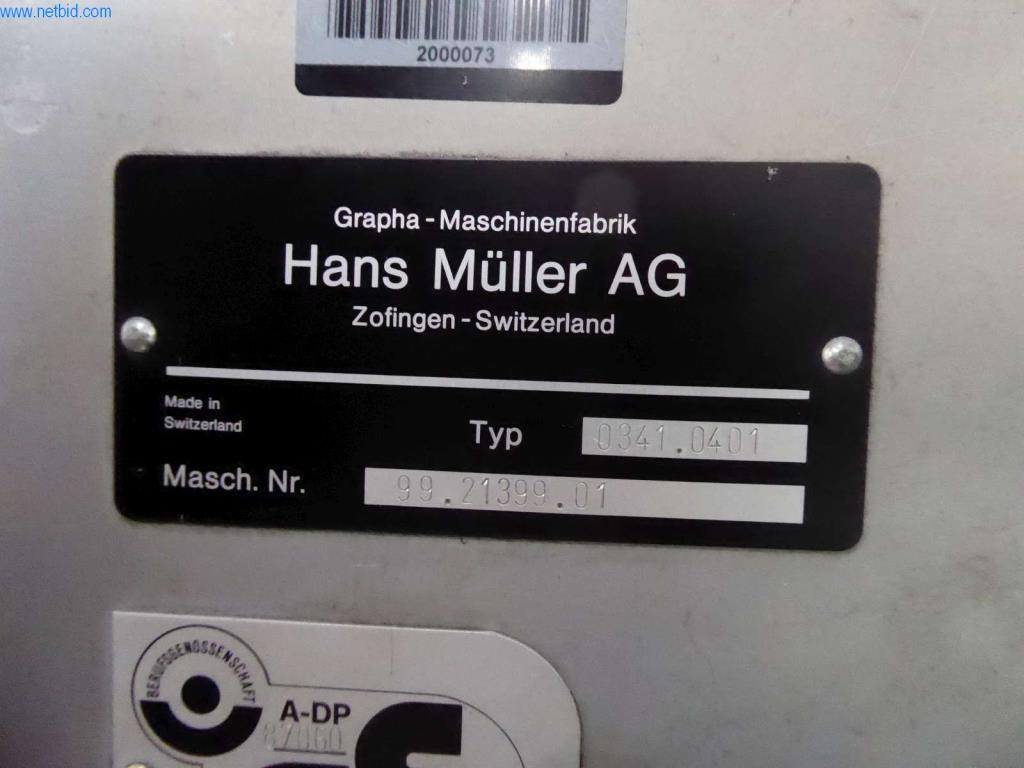 www.netbid.com
2000073
Grapha - Maschinenfabrik
Hans Müller AG
Zofingen - Switzerland
Made in
Switzerland
Typ 0341.0401
Masch. Nr. 99.21399.01
BERUFSGENOSSENSCHAFT
A-DP
87060